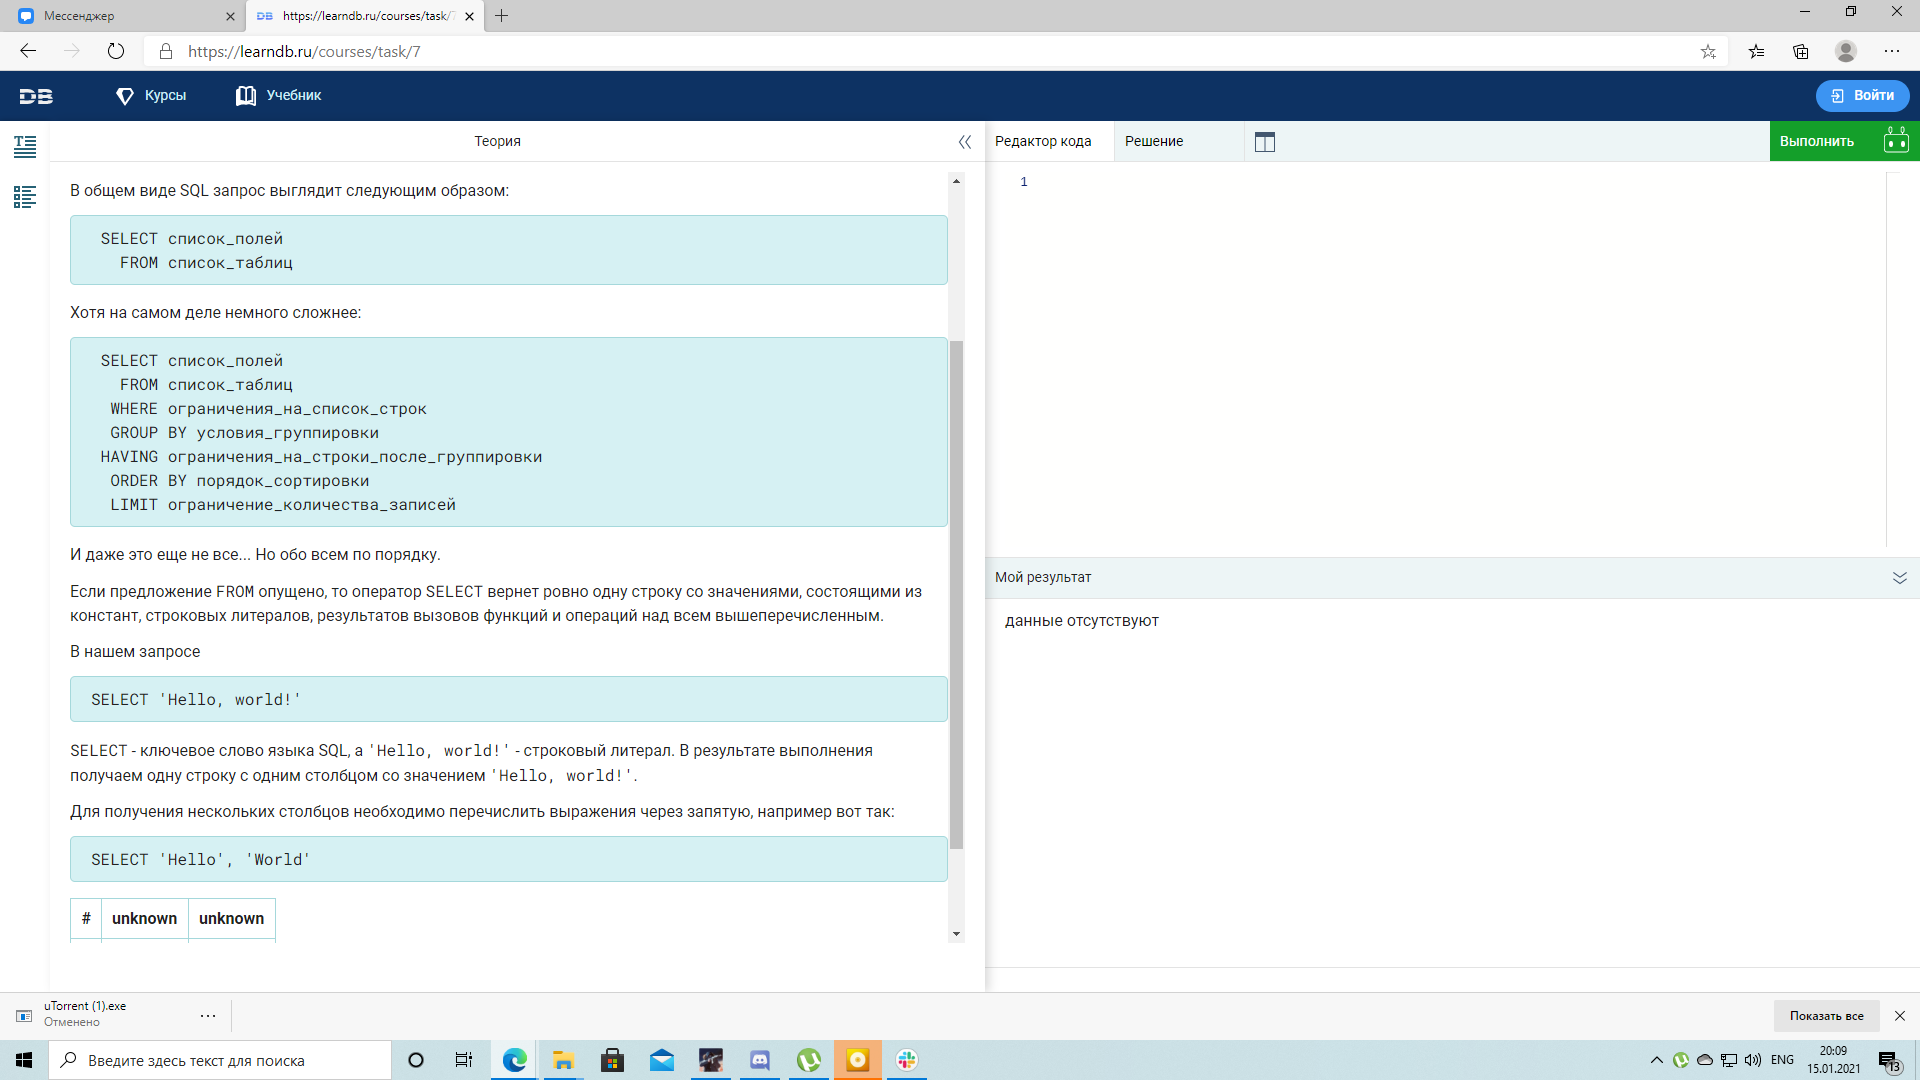 Мессенджер
https://learndb.ru/courses/task/7
https://learndb.ru/courses/task/7
DB
Курсы
Учебник
Войти
Теория
Редактор кода
Решение
Выполнить
В общем виде SQL запрос выглядит следующим образом:
SELECT список_полей
FROM список_таблиц
Хотя на самом деле немного сложнее:
SELECT список_полей
FROM список_таблиц
WHERE ограничения_на_список_строк
GROUP BY условия_группировки
HAVING ограничения_на_строки_после_группировки
ORDER BY порядок_сортировки
LIMIT ограничение_количества_записей
И даже это еще не все... Но обо всем по порядку.
Если предложение FROM опущено, то оператор SELECT вернет ровно одну строку со значениями, состоящими из
констант, строковых литералов, результатов вызовов функций и операций над всем вышеперечисленным.
В нашем запросе
SELECT 'Hello, world!'
SELECT - ключевое слово языка SQL, а 'Hello, world!' - строковый литерал. В результате выполнения
получаем одну строку с одним столбцом со значением 'Hello, world!'.
Для получения нескольких столбцов необходимо перечислить выражения через запятую, например вот так:
SELECT 'Hello', 'World'
# unknown unknown
1
Мой результат
данные отсутствуют
uTorrent (1).exe
Отменено
Показать все
Введите здесь текст для поиска
ENG
20:09
15.01.2021
13